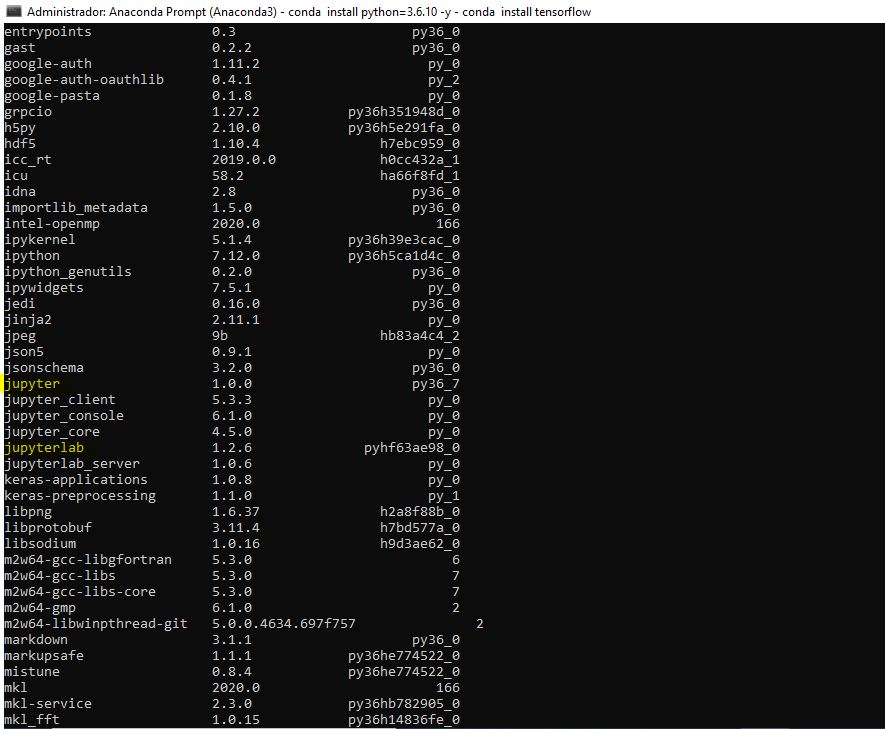 Administrador: Anaconda Prompt (Anaconda3) - conda  install python=3.6.10 -y - conda  install tensorflow
entrypoints 0.3 py36_0
gast 0.2.2 py36_0
google-auth 1.11.2 py_0
google-auth-oauthlib 0.4.1 py_2
google-pasta 0.1.8 py_0
grpcio 1.27.2 py36h351948d_0
h5py 2.10.0 py36h5e291fa_0
hdf5 1.10.4 h7ebc959_0
icc_rt 2019.0.0 h0cc432a_1
icu 58.2 ha66f8fd_1
idna 2.8 py36_0
importlib_metadata 1.5.0 py36_0
intel-openmp 2020.0 166
ipykernel 5.1.4 py36h39e3cac_0
ipython 7.12.0 py36h5ca1d4c_0
ipython_genutils 0.2.0 py36_0
ipywidgets 7.5.1 py_0
jedi 0.16.0 py36_0
jinja2 2.11.1 py_0
jpeg 9b hb83a4c4_2
json5 0.9.1 py_0
jsonschema 3.2.0 py36_0
jupyter 1.0.0 py36_7
jupyter_client 5.3.3 py_0
jupyter_console 6.1.0 py_0
jupyter_core 4.5.0 py_0
jupyterlab 1.2.6 pyhf63ae98_0
jupyterlab_server 1.0.6 py_0
keras-applications 1.0.8 py_0
keras-preprocessing 1.1.0 py_1
libpng 1.6.37 h2a8f88b_0
libprotobuf 3.11.4 h7bd577a_0
libsodium 1.0.16 h9d3ae62_0
m2w64-gcc-libgfortran 5.3.0 6
m2w64-gcc-libs 5.3.0 7
m2w64-gcc-libs-core 5.3.0 7
m2w64-gmp 6.1.0 2
m2w64-libwinpthread-git 5.0.0.4634.697f757 2
markdown 3.1.1 py36_0
markupsafe 1.1.1 py36he774522_0
mistune 0.8.4 py36he774522_0
mkl 2020.0 166
mkl-service 2.3.0 py36hb782905_0
mkl_fft 1.0.15 py36h14836fe_0